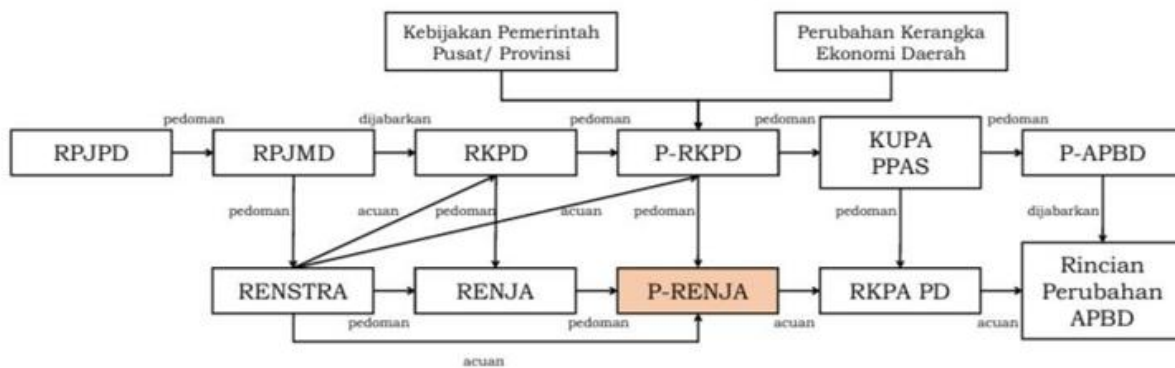 Kebijakan Pemerintah
Pusat/ Provinsi
Perubahan Kerangka
Ekonomi Daerah
pedoman
dijabarkan
pedoman
pedoman
pedoman
RPJPD
RPJMD
RKPD
P-RKPD
KUPA
PPAS
P-APBD
pedoman
acuan
pedoman
acuan
pedoman
pedoman
dijabarkan
RENSTRA
RENJA
P-RENJA
RKPA PD
Rincian
Perubahan
APBD
pedoman
pedoman
acuan
acuan
acuan